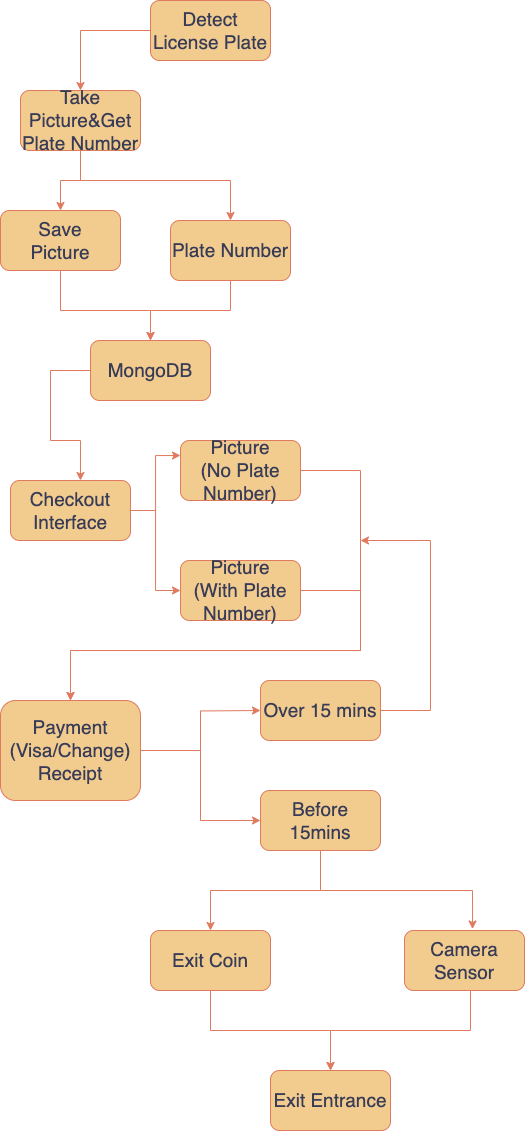 Detect
License Plate
Take
Picture&Get
Plate Number
Save
Picture
Plate Number
MongoDB
Checkout
Interface
Picture
(No Plate
Number)
Picture
(With Plate
Number)
Payment
(Visa/Change)
Receipt
Over 15 mins
Before
15mins
Exit Coin
Camera
Sensor
Exit Entrance